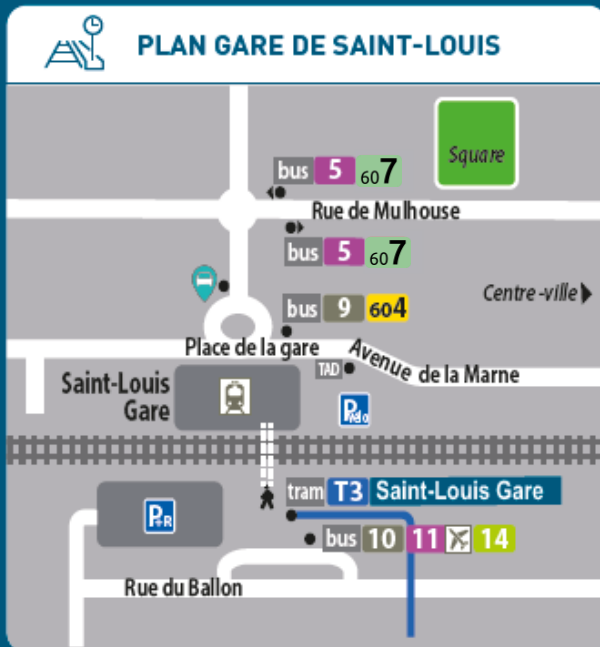 PLAN GARE DE SAINT-LOUIS
Square
bus 5 607
Rue de Mulhouse
bus 5 607
Centre-ville
bus 9 604
Place de la gare
Avenue de la Marne
TAD
Saint-Louis
Gare
P
Vélo
tram T3 Saint-Louis Gare
P+R
bus 10 11 14
Rue du Ballon